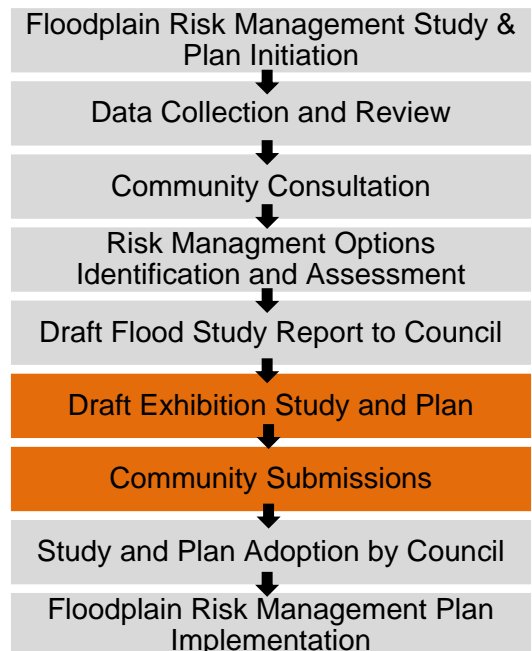 Floodplain Risk Management Study &
Plan Initiation
Data Collection and Review
Community Consultation
Risk Managment Options
Identification and Assessment
Draft Flood Study Report to Council
Draft Exhibition Study and Plan
Community Submissions
Study and Plan Adoption by Council
Floodplain Risk Management Plan
Implementation